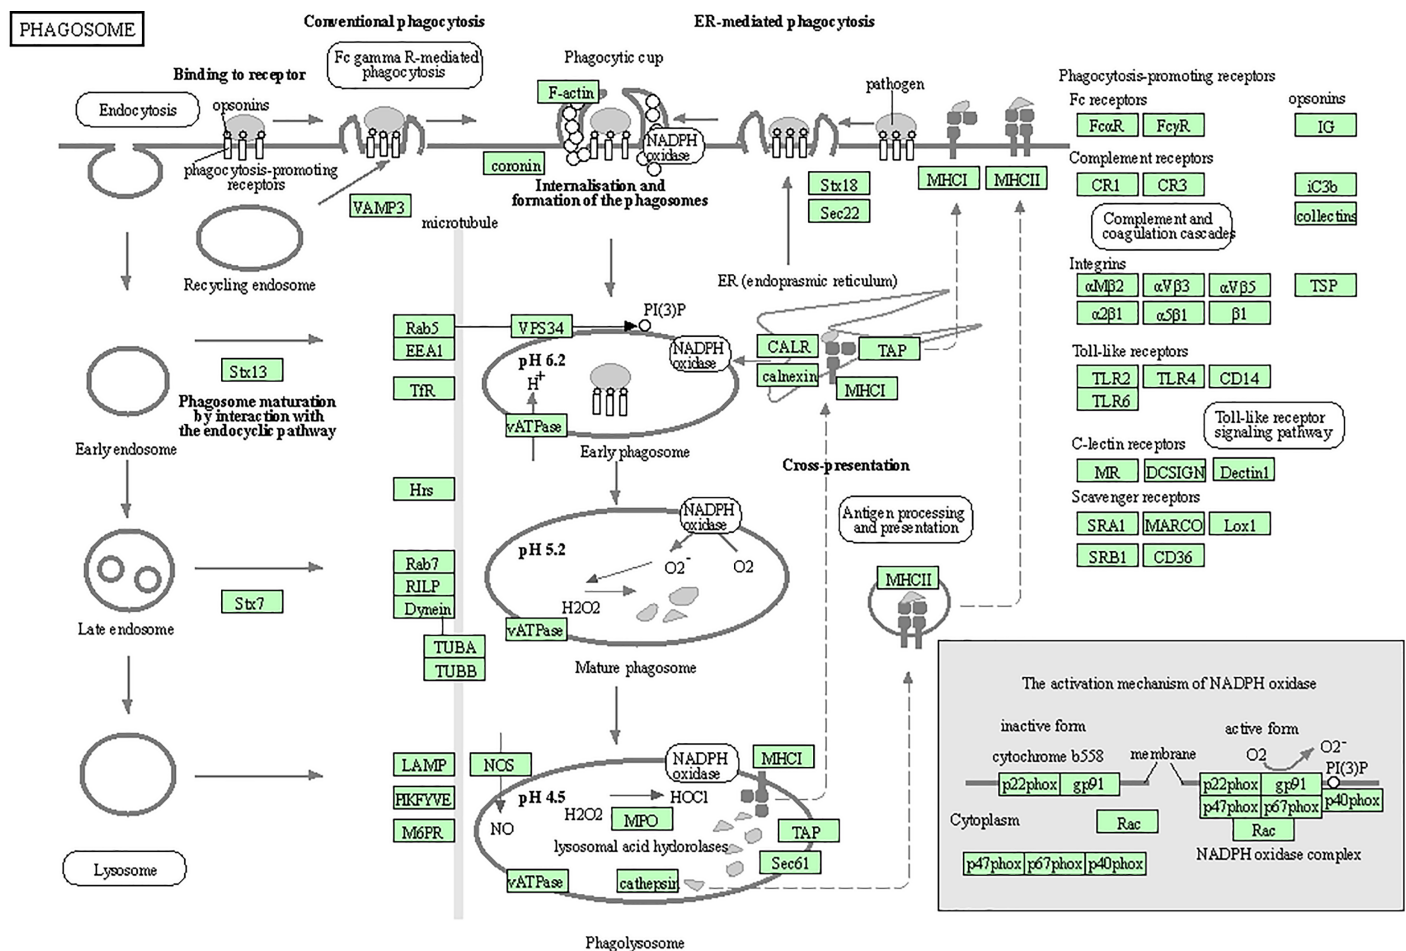 PHAGOSOME
Conventional phagocytosis
ER-mediated phagocytosis
Endocytosis
Binding to receptor
opsonins
Fc gamma R-mediated
phagocytosis
Phagocytic cup
F-actin
NADPH
oxidase
pathogen
phagocytosis-promoting
receptors
VAMP3
coronin
Internalisation and
formation of the phagosomes
Stx18
Sec22
MHCI
MHCII
microtubule
Recycling endosome
ER (endoprasmic reticulum)
Phagocytosis-promoting receptors
Fc receptors
opsonins
FcαR
FcγR
IG
Complement receptors
CR1
CR3
iC3b
collectins
Complement and
coagulation cascades
Integrins
αMβ2
αVβ3
αVβ5
TSP
α2β1
α5β1
β1
Toll-like receptors
TLR2
TLR4
CD14
TLR6
Toll-like receptor
signaling pathway
C-lectin receptors
MR
DCSIGN
Dectin1
Scavenger receptors
SRA1
MARCO
Lox1
SRB1
CD36
Stx13
Phagosome maturation
by interaction with
the endocyclic pathway
Early endosome
Rab5
EEA1
TfR
VPS34
PI(3)P
pH 6.2
H+
vATPase
NADPH
oxidase
Early phagosome
CALR
calnexin
TAP
MHCI
Cross-presentation
Hrs
Antigen processing
and presentation
MHCII
Late endosome
Stx7
Rab7
RILP
Dynein
TUBA
TUBB
pH 5.2
NADPH
oxidase
O2-
O2
H2O2
vATPase
Mature phagosome
Lysosome
LAMP
PIKFYVE
M6PR
NOS
NO
pH 4.5
H2O2
HOCl
MPO
NADPH
oxidase
MHCI
lysosomal acid hydorolases
TAP
Sec61
vATPase
cathepsin
Phagolysosome
The activation mechanism of NADPH oxidase
inactive form
active form
cytochrome b558
membrane
O2
O2-
PI(3)P
p22phox
gp91
p22phox
gp91
p47phox
p67phox
p40phox
Cytoplasm
Rac
Rac
NADPH oxidase complex
p47phox
p67phox
p40phox